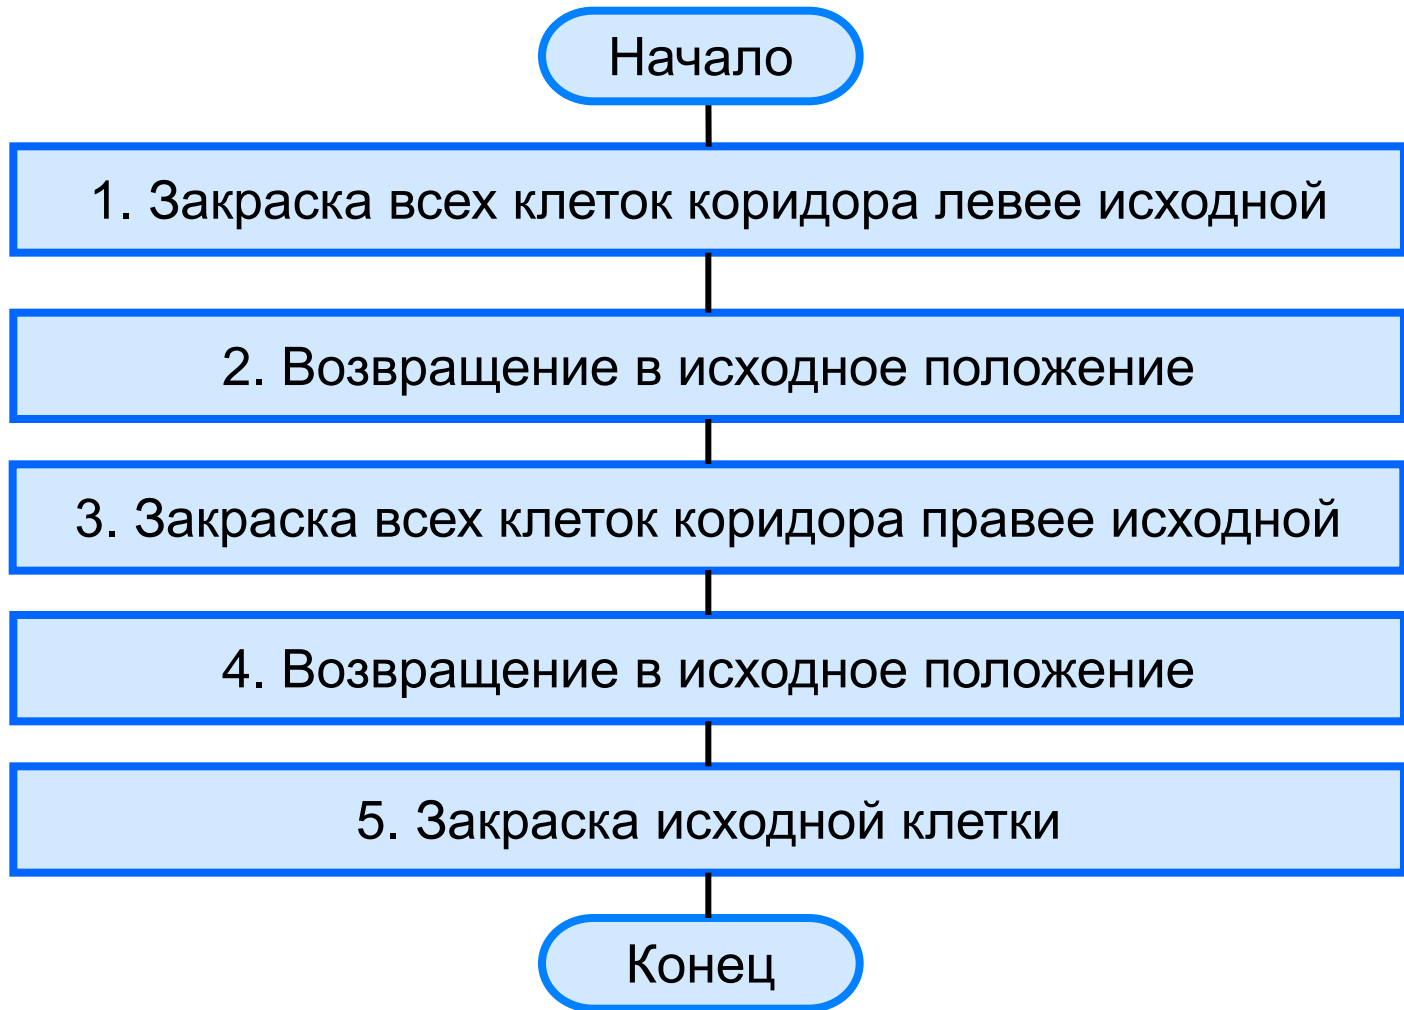 Начало
1. Закраска всех клеток коридора левее исходной
2. Возвращение в исходное положение
3. Закраска всех клеток коридора правее исходной
4. Возвращение в исходное положение
5. Закраска исходной клетки
Конец